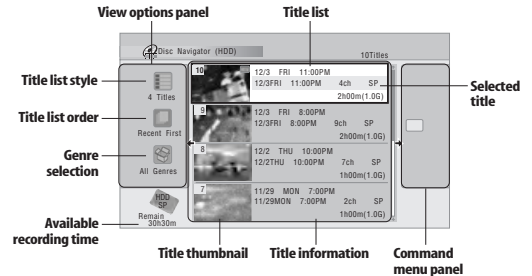 View options panel
Title list
Disc Navigator (HDD)
10Titles
Title list style
4 Titles
Title list order
Recent First
Genre
selection
All Genres
HDD
SP
Remain
30h30m
Available
recording time
10
12/3 FRI 11:00PM
12/3FRI 11:00PM 4ch SP
2h00m(1.0G)
9
12/3 FRI 8:00PM
12/3FRI 8:00PM 9ch SP
2h00m(1.0G)
8
12/2 THU 10:00PM
12/2THU 10:00PM 7ch SP
1h00m(1.0G)
7
11/29 MON 7:00PM
11/29MON 7:00PM 2ch SP
1h00m(1.0G)
Selected
title
Title thumbnail
Title information
Command
menu panel